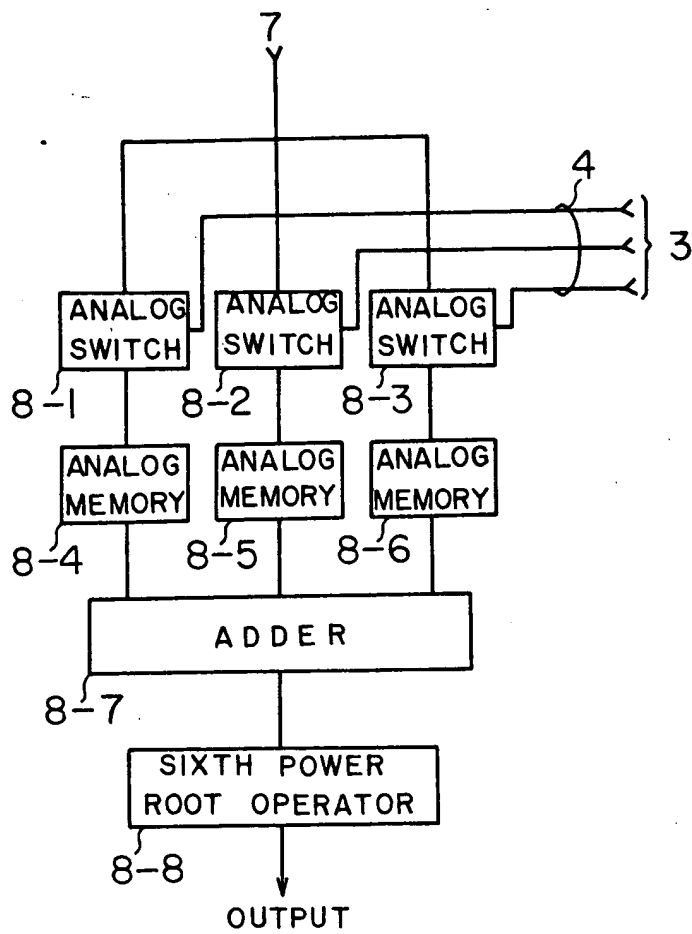 7
4
3
ANALOG SWITCH
ANALOG SWITCH
ANALOG SWITCH
8-1
8-2
8-3
ANALOG MEMORY
ANALOG MEMORY
ANALOG MEMORY
8-4
8-5
8-6
ADDER
8-7
SIXTH POWER
ROOT OPERATOR
8-8
OUTPUT